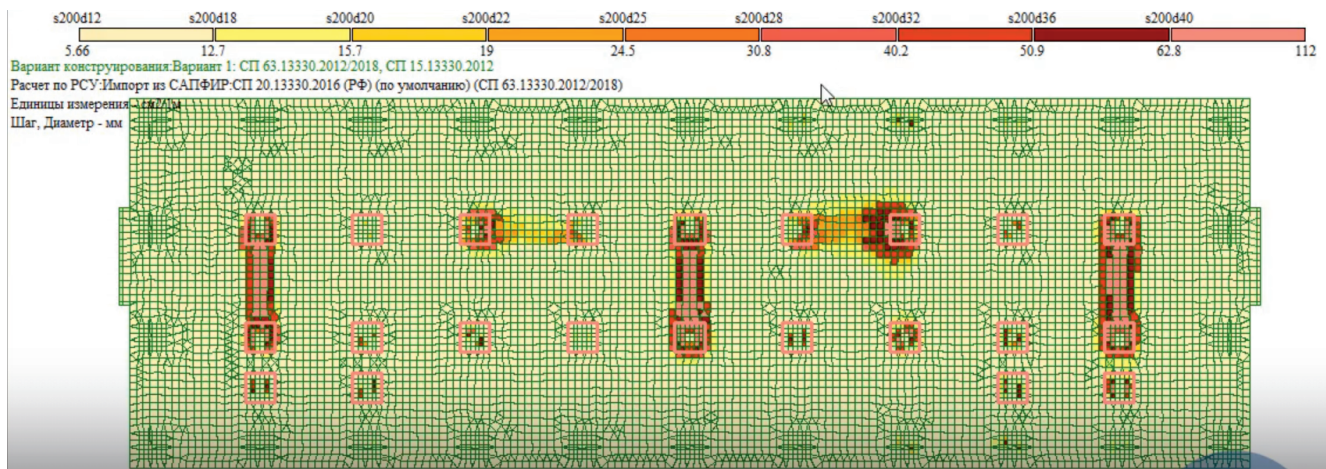 s200d12 s200d18 s200d20 s200d22 s200d25 s200d28 s200d32 s200d36 s200d40
5.66 12.7 15.7 19 24.5 30.8 40.2 50.9 62.8 112
Вариант конструирования:Вариант 1: СП 63.13330.2012/2018, СП 15.13330.2012
Расчет по РСУ:Импорт из САПФИР:СП 20.13330.2016 (РФ) (по умолчанию) (СП 63.13330.2012/2018)
Единицы измерения - см2/1м
Шаг, Диаметр - мм